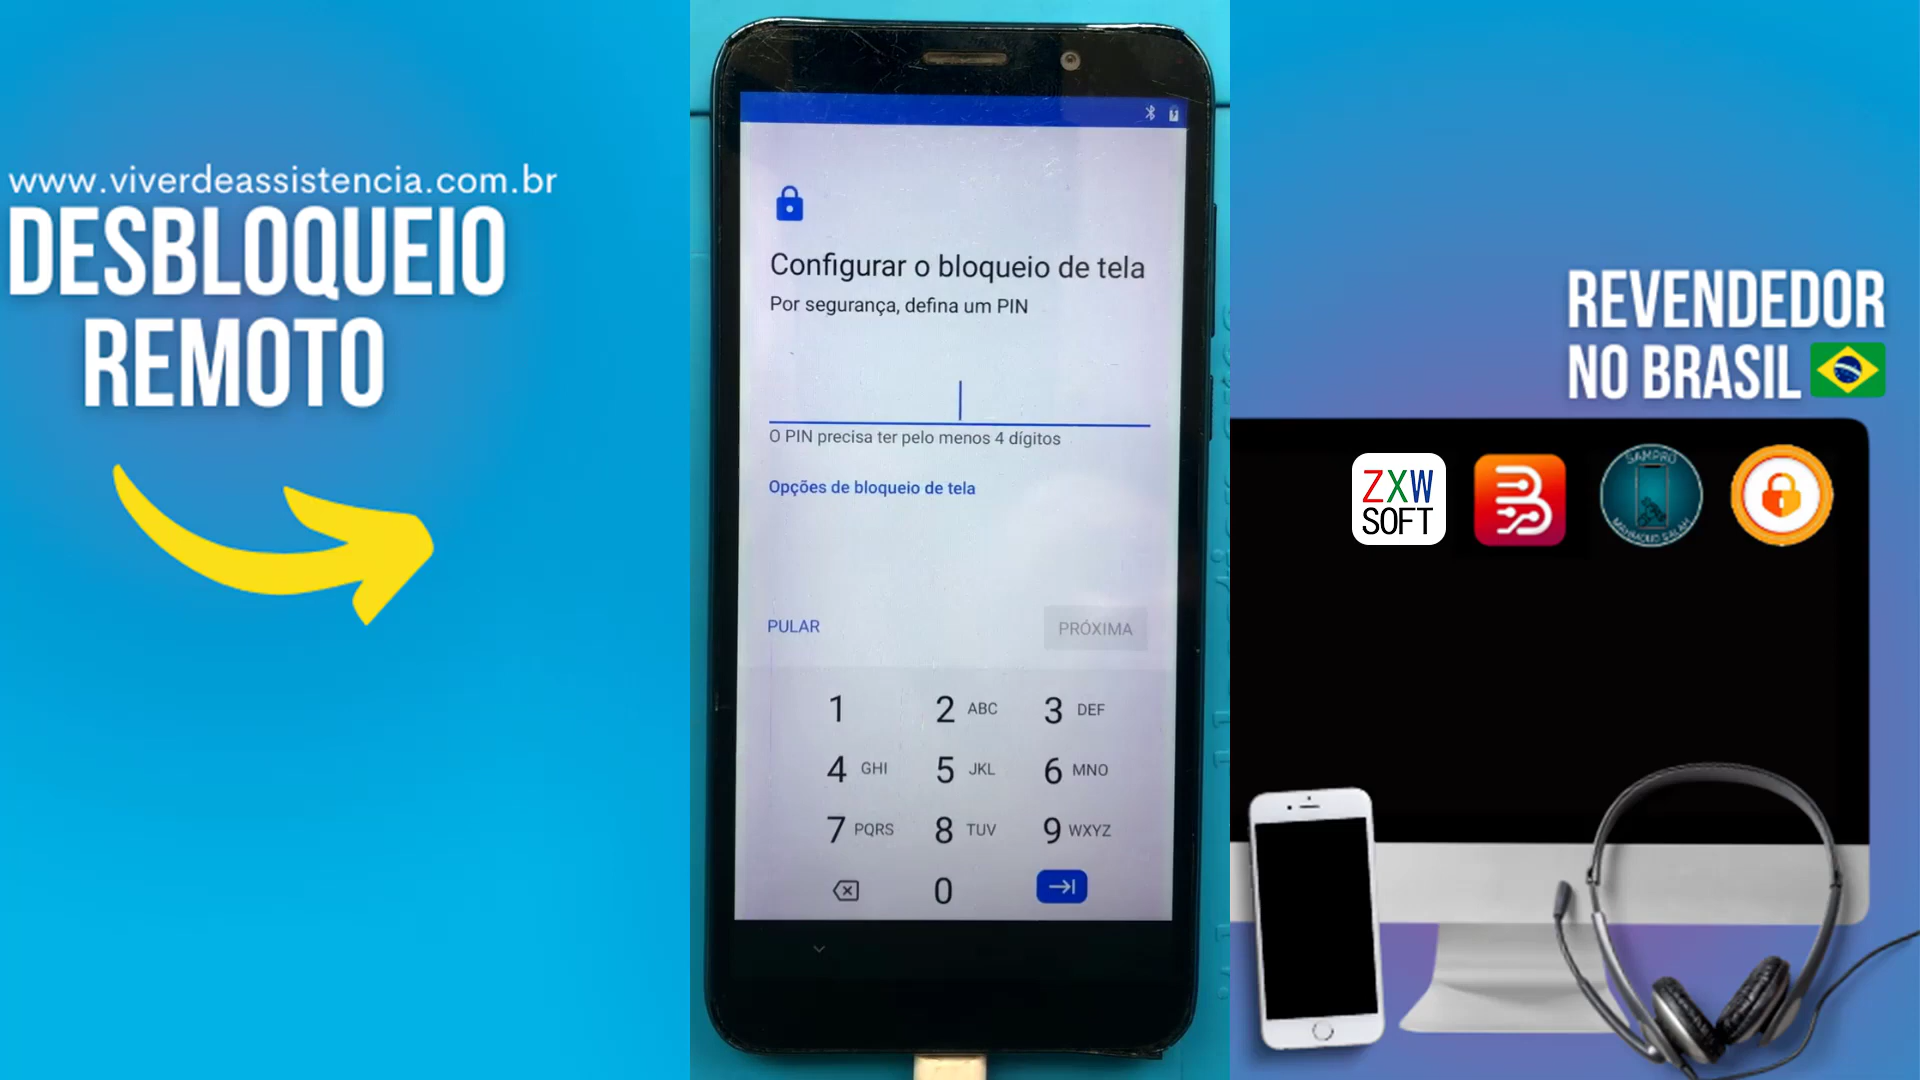 www.viverdeassistencia.com.br
DESBLOQUEIO
REMOTO
Configurar o bloqueio de tela
Por segurança, defina um PIN
O PIN precisa ter pelo menos 4 dígitos
Opções de bloqueio de tela
PULAR
PRÓXIMA
1
2 ABC
3 DEF
4 GHI
5 JKL
6 MNO
7 PQRS
8 TUV
9 WXYZ
0
REVENDEDOR
NO BRASIL
ZXW
SOFT
SAMPRO
MAHMOUD SALAH